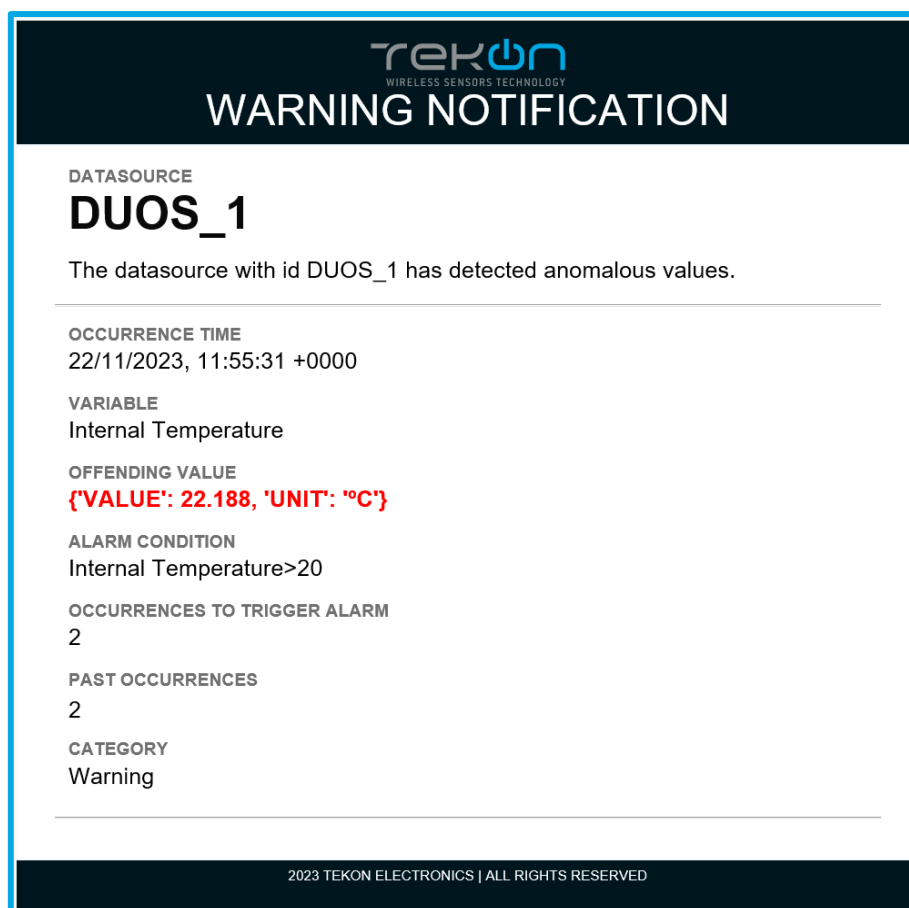 TEKON
WIRELESS SENSORS TECHNOLOGY
WARNING NOTIFICATION
DATASOURCE
DUOS_1
The datasource with id DUOS_1 has detected anomalous values.
OCCURRENCE TIME
22/11/2023, 11:55:31 +0000
VARIABLE
Internal Temperature
OFFENDING VALUE
{'VALUE': 22.188, 'UNIT': 'ºC'}
ALARM CONDITION
Internal Temperature>20
OCCURRENCES TO TRIGGER ALARM
2
PAST OCCURRENCES
2
CATEGORY
Warning
2023 TEKON ELECTRONICS | ALL RIGHTS RESERVED